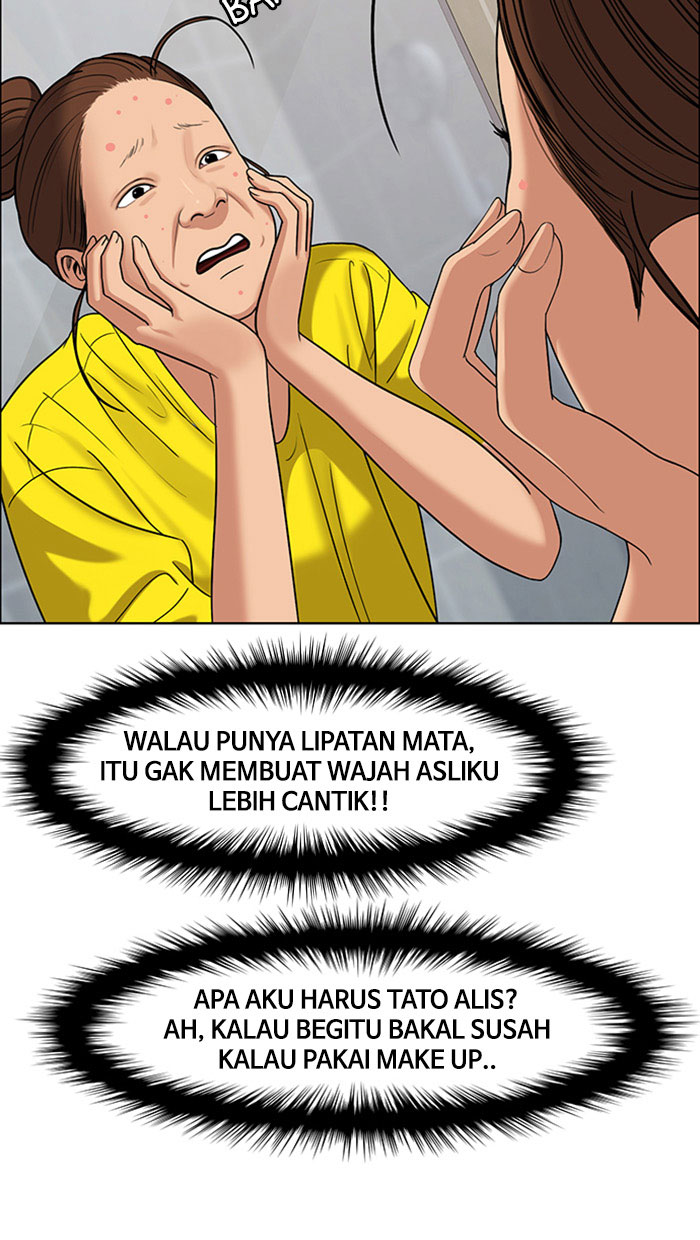 WALAU PUNYA LIPATAN MATA,
ITU GAK MEMBUAT WAJAH ASLIKU
LEBIH CANTIK!!
APA AKU HARUS TATO ALIS?
AH, KALAU BEGITU BAKAL SUSAH
KALAU PAKAI MAKE UP..